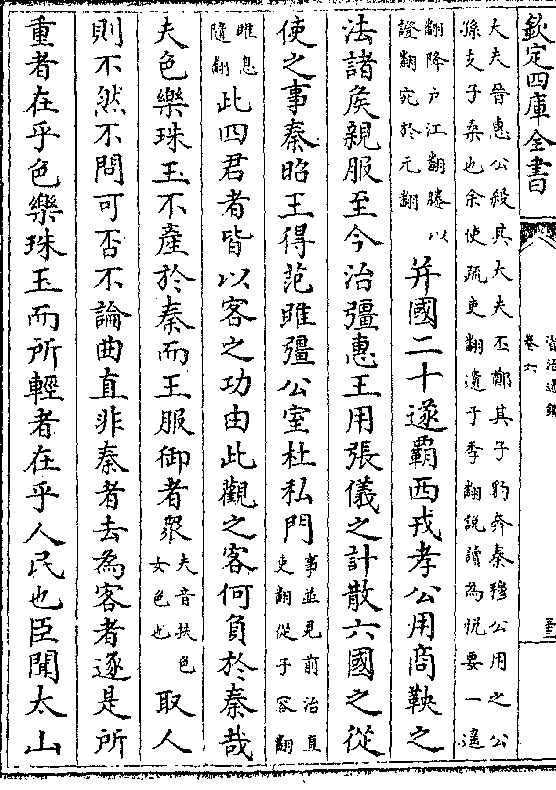 欽定四庫全書
資治通鑑
卷六
大夫晉惠公殺其大夫丕鄭其子豹奔秦穆公用之公
孫支子桑也余使疏吏翻遺于季翻說讀為悅要一遥
翻降户江翻勝以
證翻宛於元翻
并國二十遂霸西戎孝公用商鞅之
法諸侯親服至今治彊惠王用張儀之計散六國之從
使之事秦昭王得范雎彊公室杜私門
事並見前治直
吏翻從子容翻
雎息
隨翻
此四君者皆以客之功由此觀之客何負於秦哉
夫色樂珠玉不産於秦而王服御者衆
夫音扶色
女色也
取人
則不然不問可否不論曲直非秦者去為客者逐是所
重者在乎色樂珠玉而所輕者在乎人民也臣聞太山